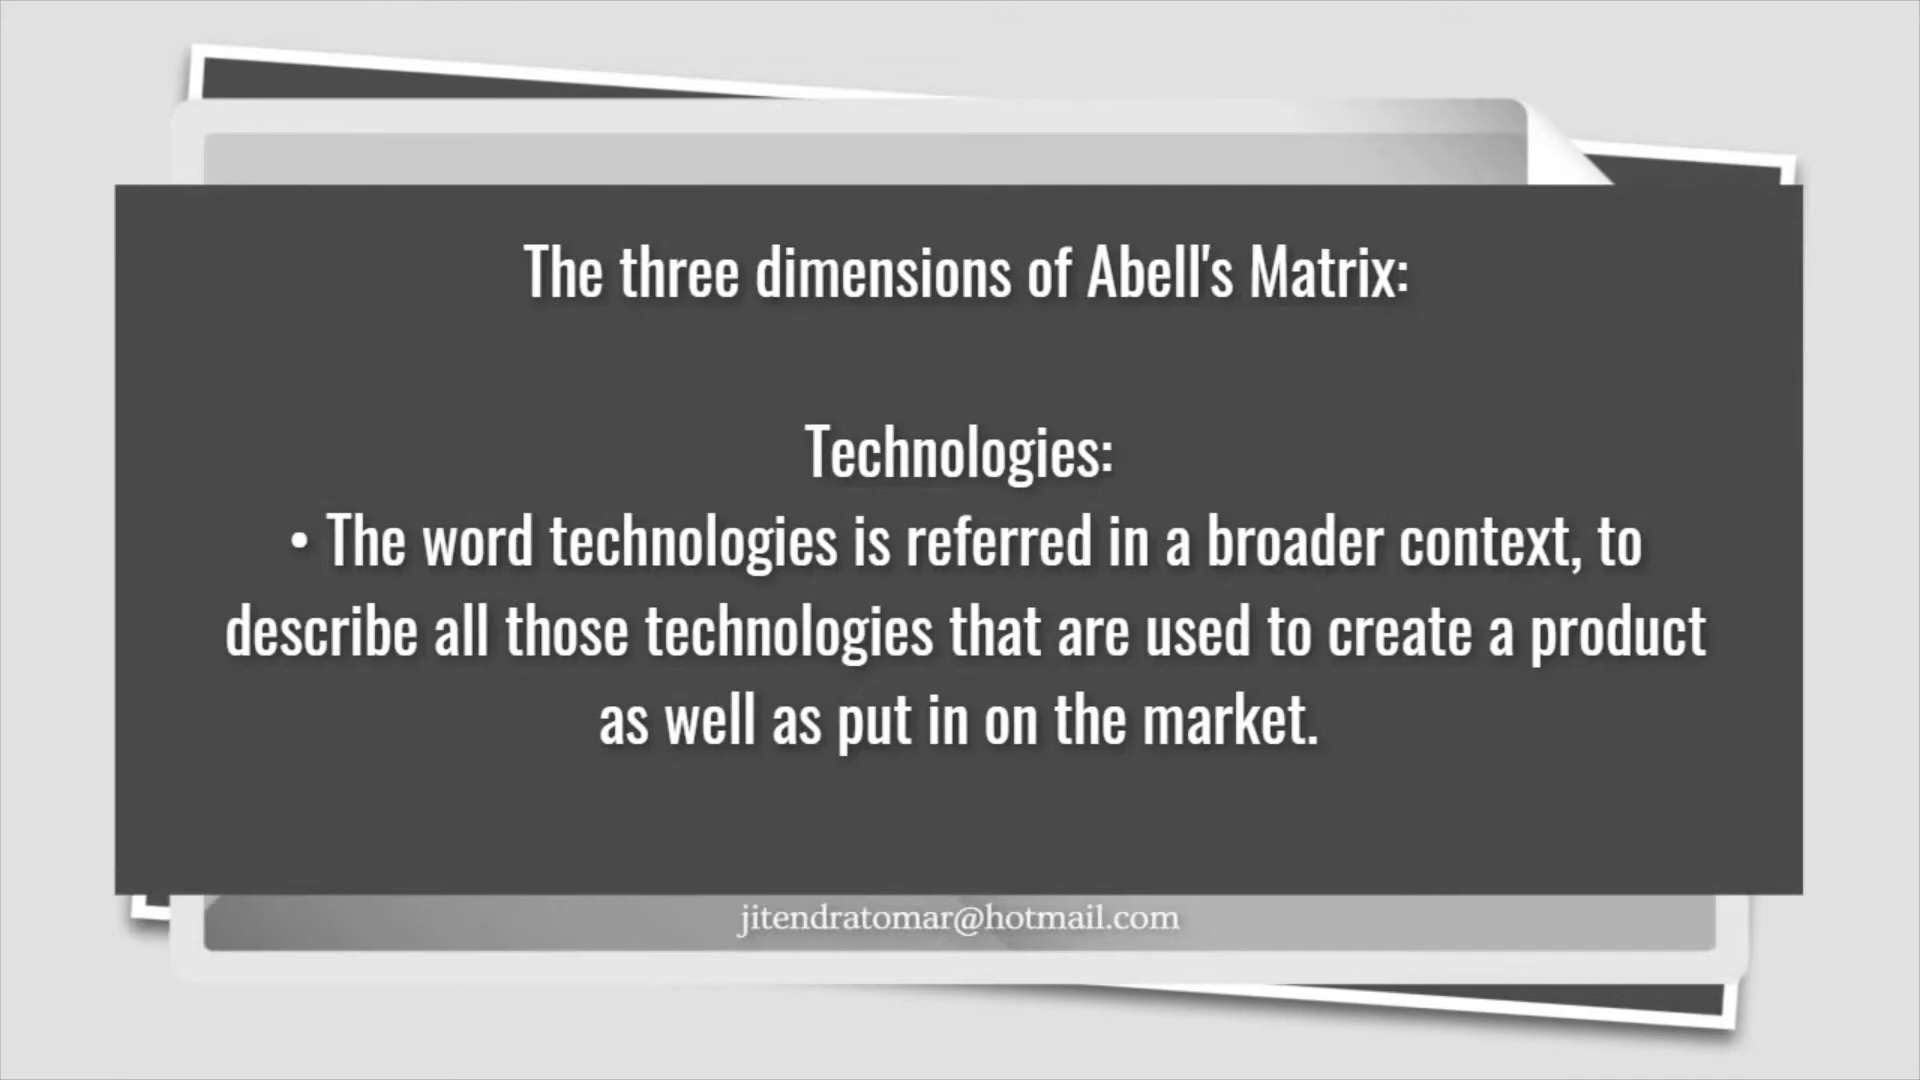 The three dimensions of Abell's Matrix:
Technologies:
• The word technologies is referred in a broader context, to
describe all those technologies that are used to create a product
as well as put in on the market.
jitendratomar@hotmail.com